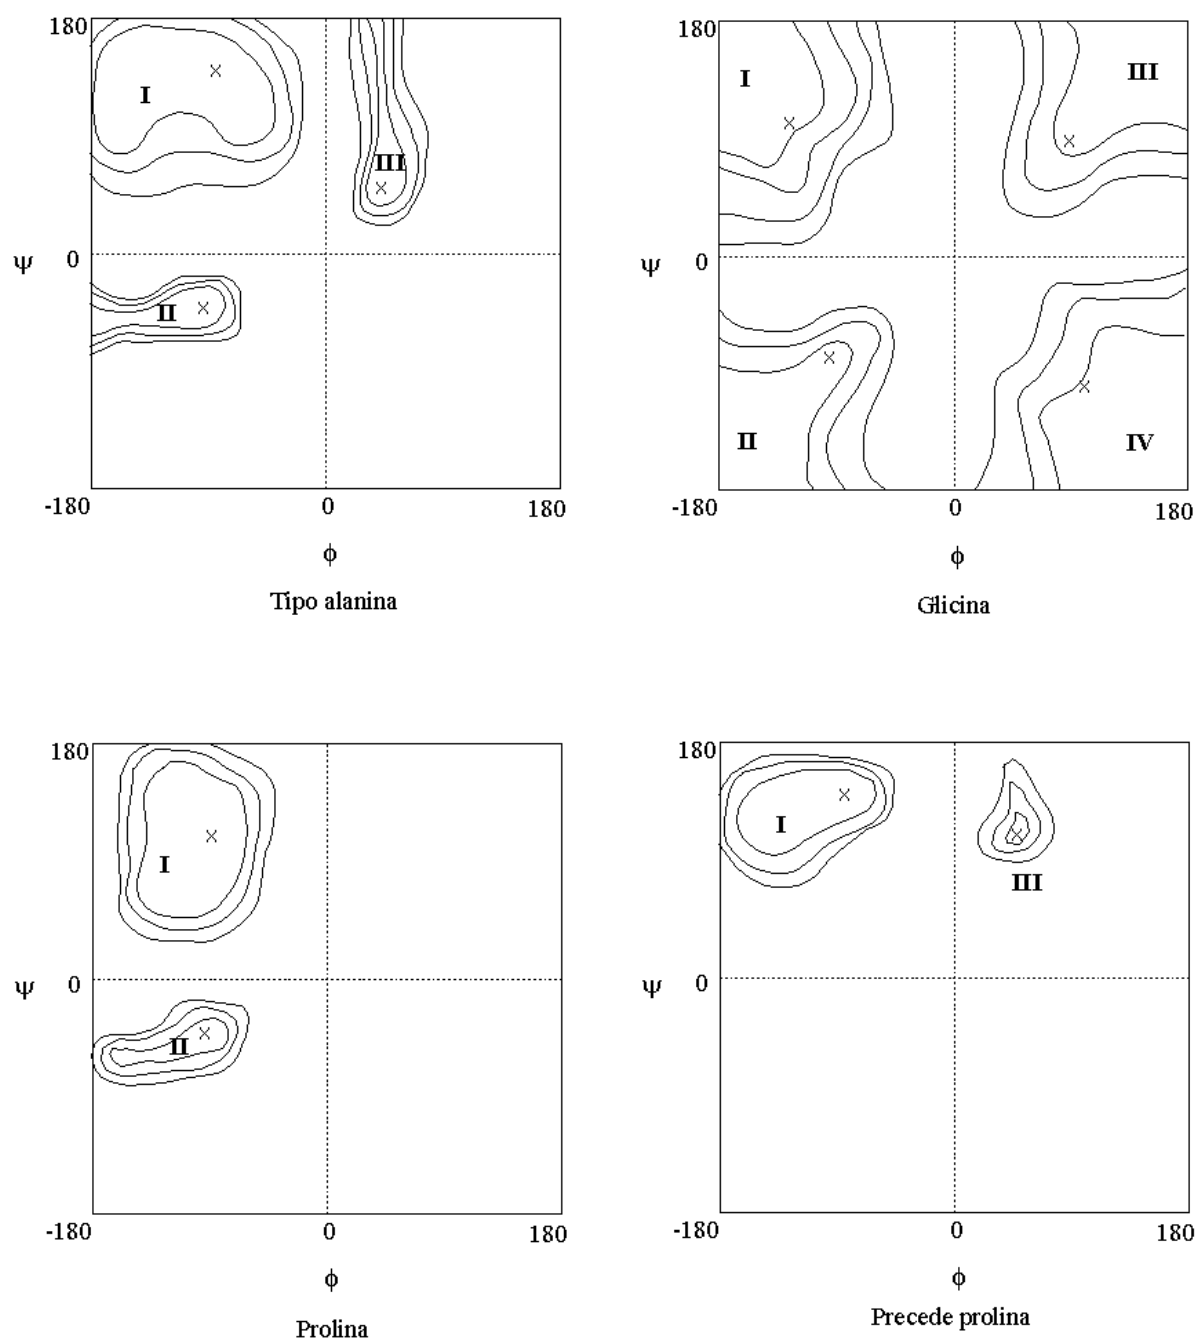 180
I
III
ψ 0
II
-180 0 180
ϕ
Tipo alanina
180
I
III
ψ 0
II
IV
-180 0 180
ϕ
Glicina
180
I
ψ 0
II
-180 0 180
ϕ
Prolina
180
I
III
ψ 0
-180 0 180
ϕ
Precede prolina